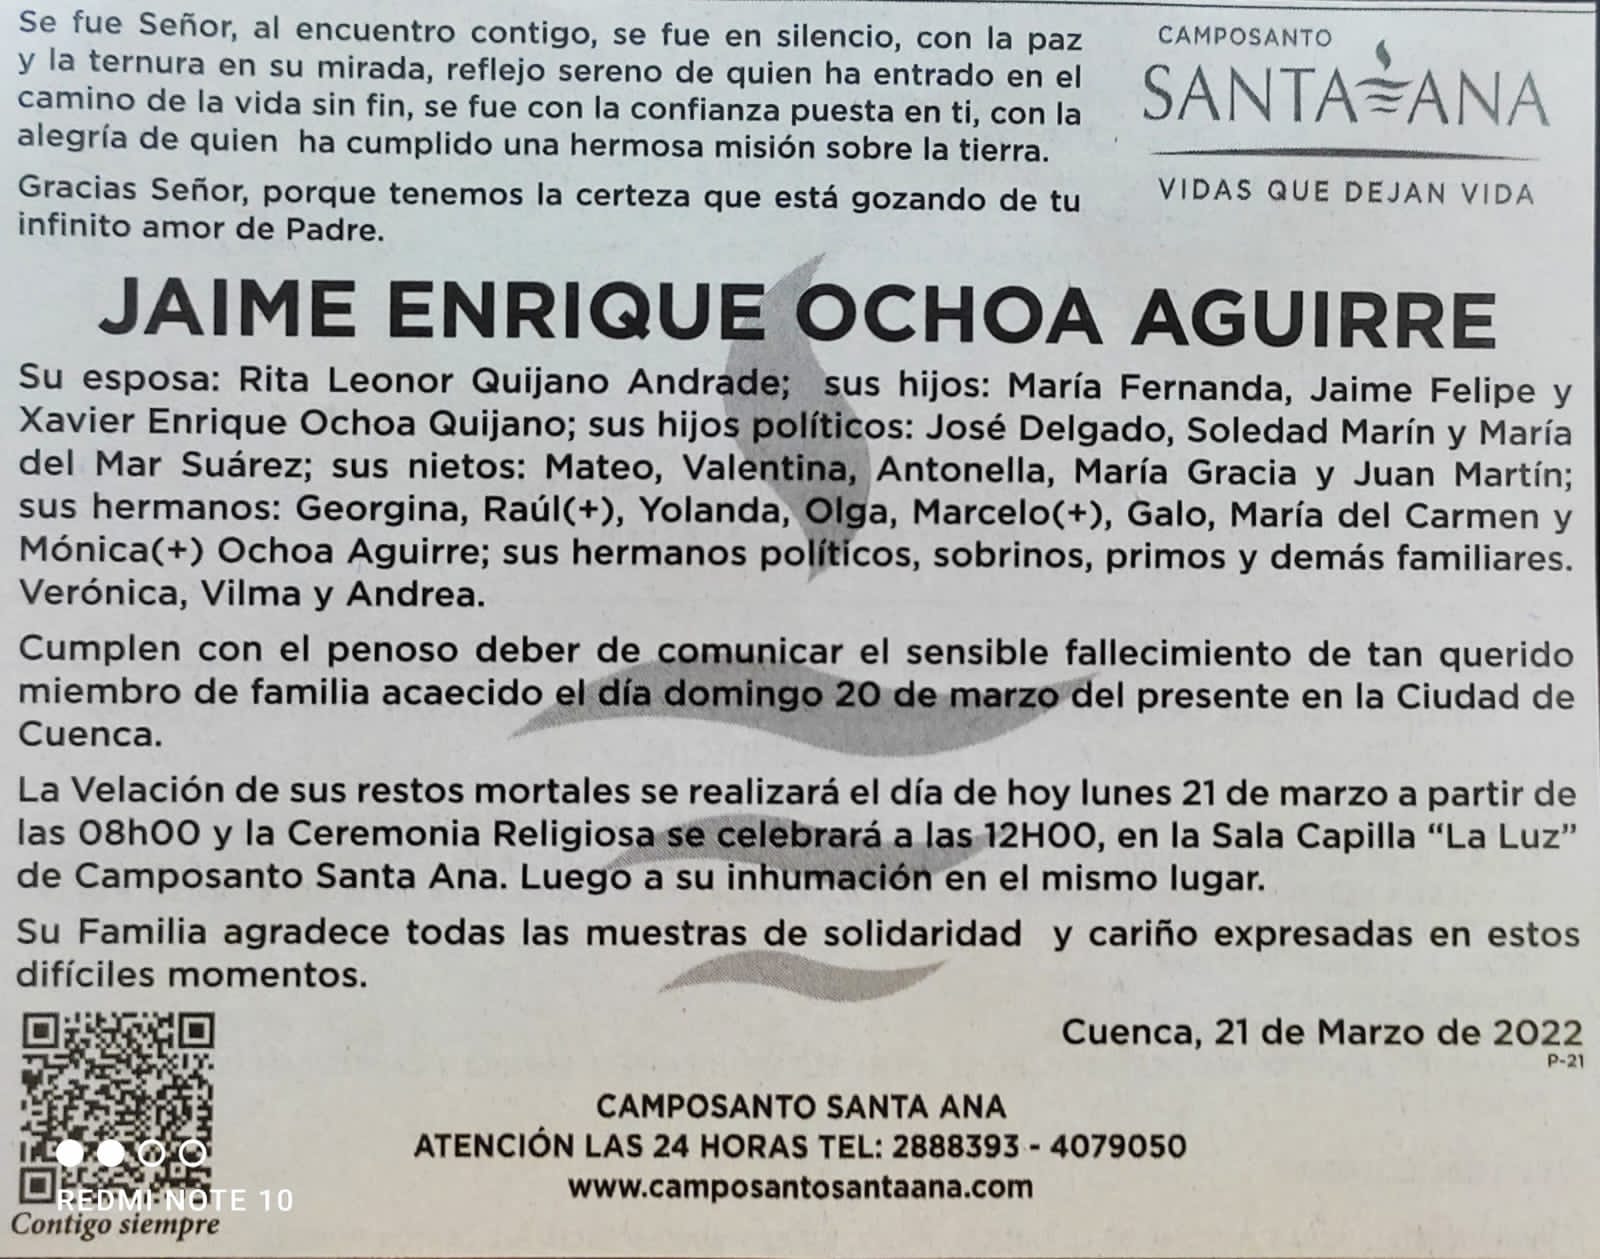 Se fue Señor, al encuentro contigo, se fue en silencio, con la paz
y la ternura en su mirada, reflejo sereno de quien ha entrado en el
camino de la vida sin fin, se fue con la confianza puesta en ti, con la
alegría de quien ha cumplido una hermosa misión sobre la tierra.
Gracias Señor, porque tenemos la certeza que está gozando de tu
infinito amor de Padre.
CAMPOSANTO
SANTA ANA
VIDAS QUE DEJAN VIDA
JAIME ENRIQUE OCHOA AGUIRRE
Su esposa: Rita Leonor Quijano Andrade; sus hijos: María Fernanda, Jaime Felipe y
Xavier Enrique Ochoa Quijano; sus hijos políticos: José Delgado, Soledad Marín y María
del Mar Suárez; sus nietos: Mateo, Valentina, Antonella, María Gracia y Juan Martín;
sus hermanos: Georgina, Raúl(+), Yolanda, Olga, Marcelo(+), Galo, María del Carmen y
Mónica(+) Ochoa Aguirre; sus hermanos políticos, sobrinos, primos y demás familiares.
Verónica, Vilma y Andrea.
Cumplen con el penoso deber de comunicar el sensible fallecimiento de tan querido
miembro de familia acaecido el día domingo 20 de marzo del presente en la Ciudad de
Cuenca.
La Velación de sus restos mortales se realizará el día de hoy lunes 21 de marzo a partir de
las 08h00 y la Ceremonia Religiosa se celebrará a las 12H00, en la Sala Capilla “La Luz”
de Camposanto Santa Ana. Luego a su inhumación en el mismo lugar.
Su Familia agradece todas las muestras de solidaridad y cariño expresadas en estos
difíciles momentos.
Cuenca, 21 de Marzo de 2022
P-21
CAMPOSANTO SANTA ANA
ATENCIÓN LAS 24 HORAS TEL: 2888393 - 4079050
www.camposantosantaana.com
REDMI NOTE 10
Contigo siempre